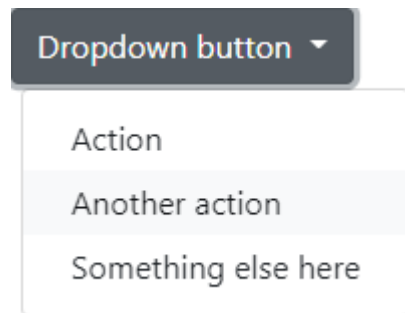 Dropdown button
Action
Another action
Something else here